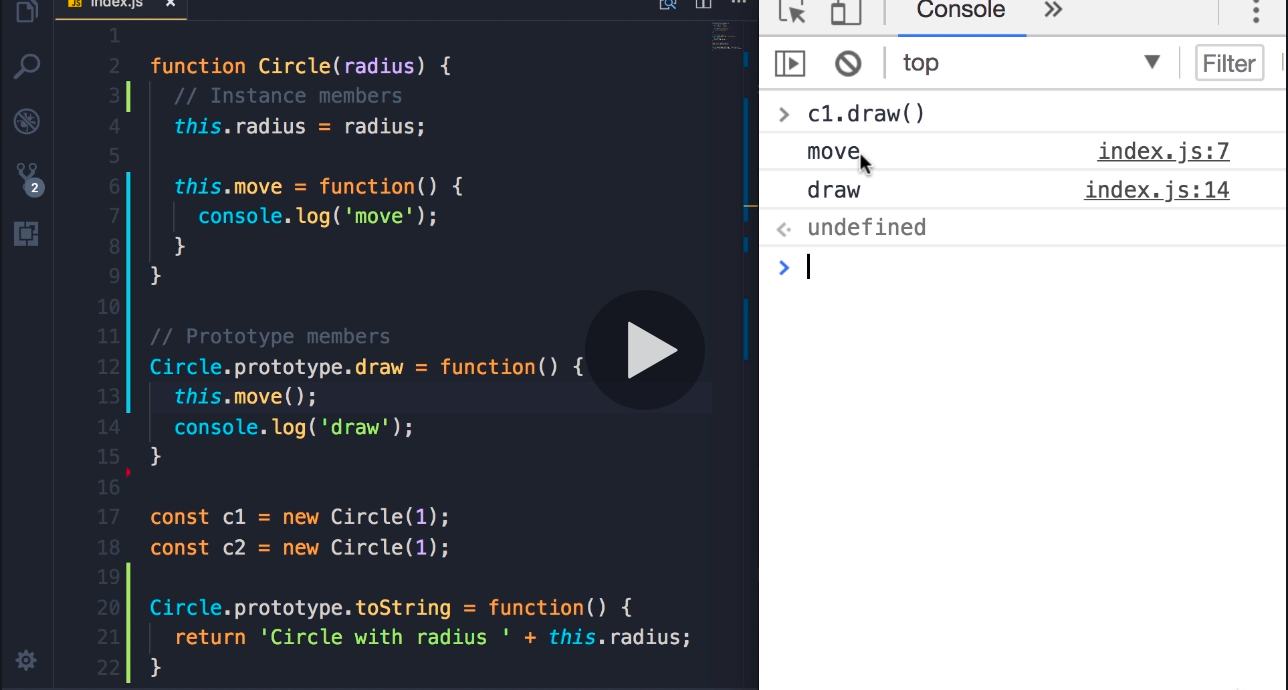 JS index.js ×
1
2 function Circle(radius) {
3 // Instance members
4 this.radius = radius;
5
6 this.move = function() {
7 console.log('move');
8 }
9 }
10
11 // Prototype members
12 Circle.prototype.draw = function() {
13 this.move();
14 console.log('draw');
15 }
16
17 const c1 = new Circle(1);
18 const c2 = new Circle(1);
19
20 Circle.prototype.toString = function() {
21 return 'Circle with radius ' + this.radius;
22 }
2
Console »
top ▼ Filter
> c1.draw()
move index.js:7
draw index.js:14
undefined
>